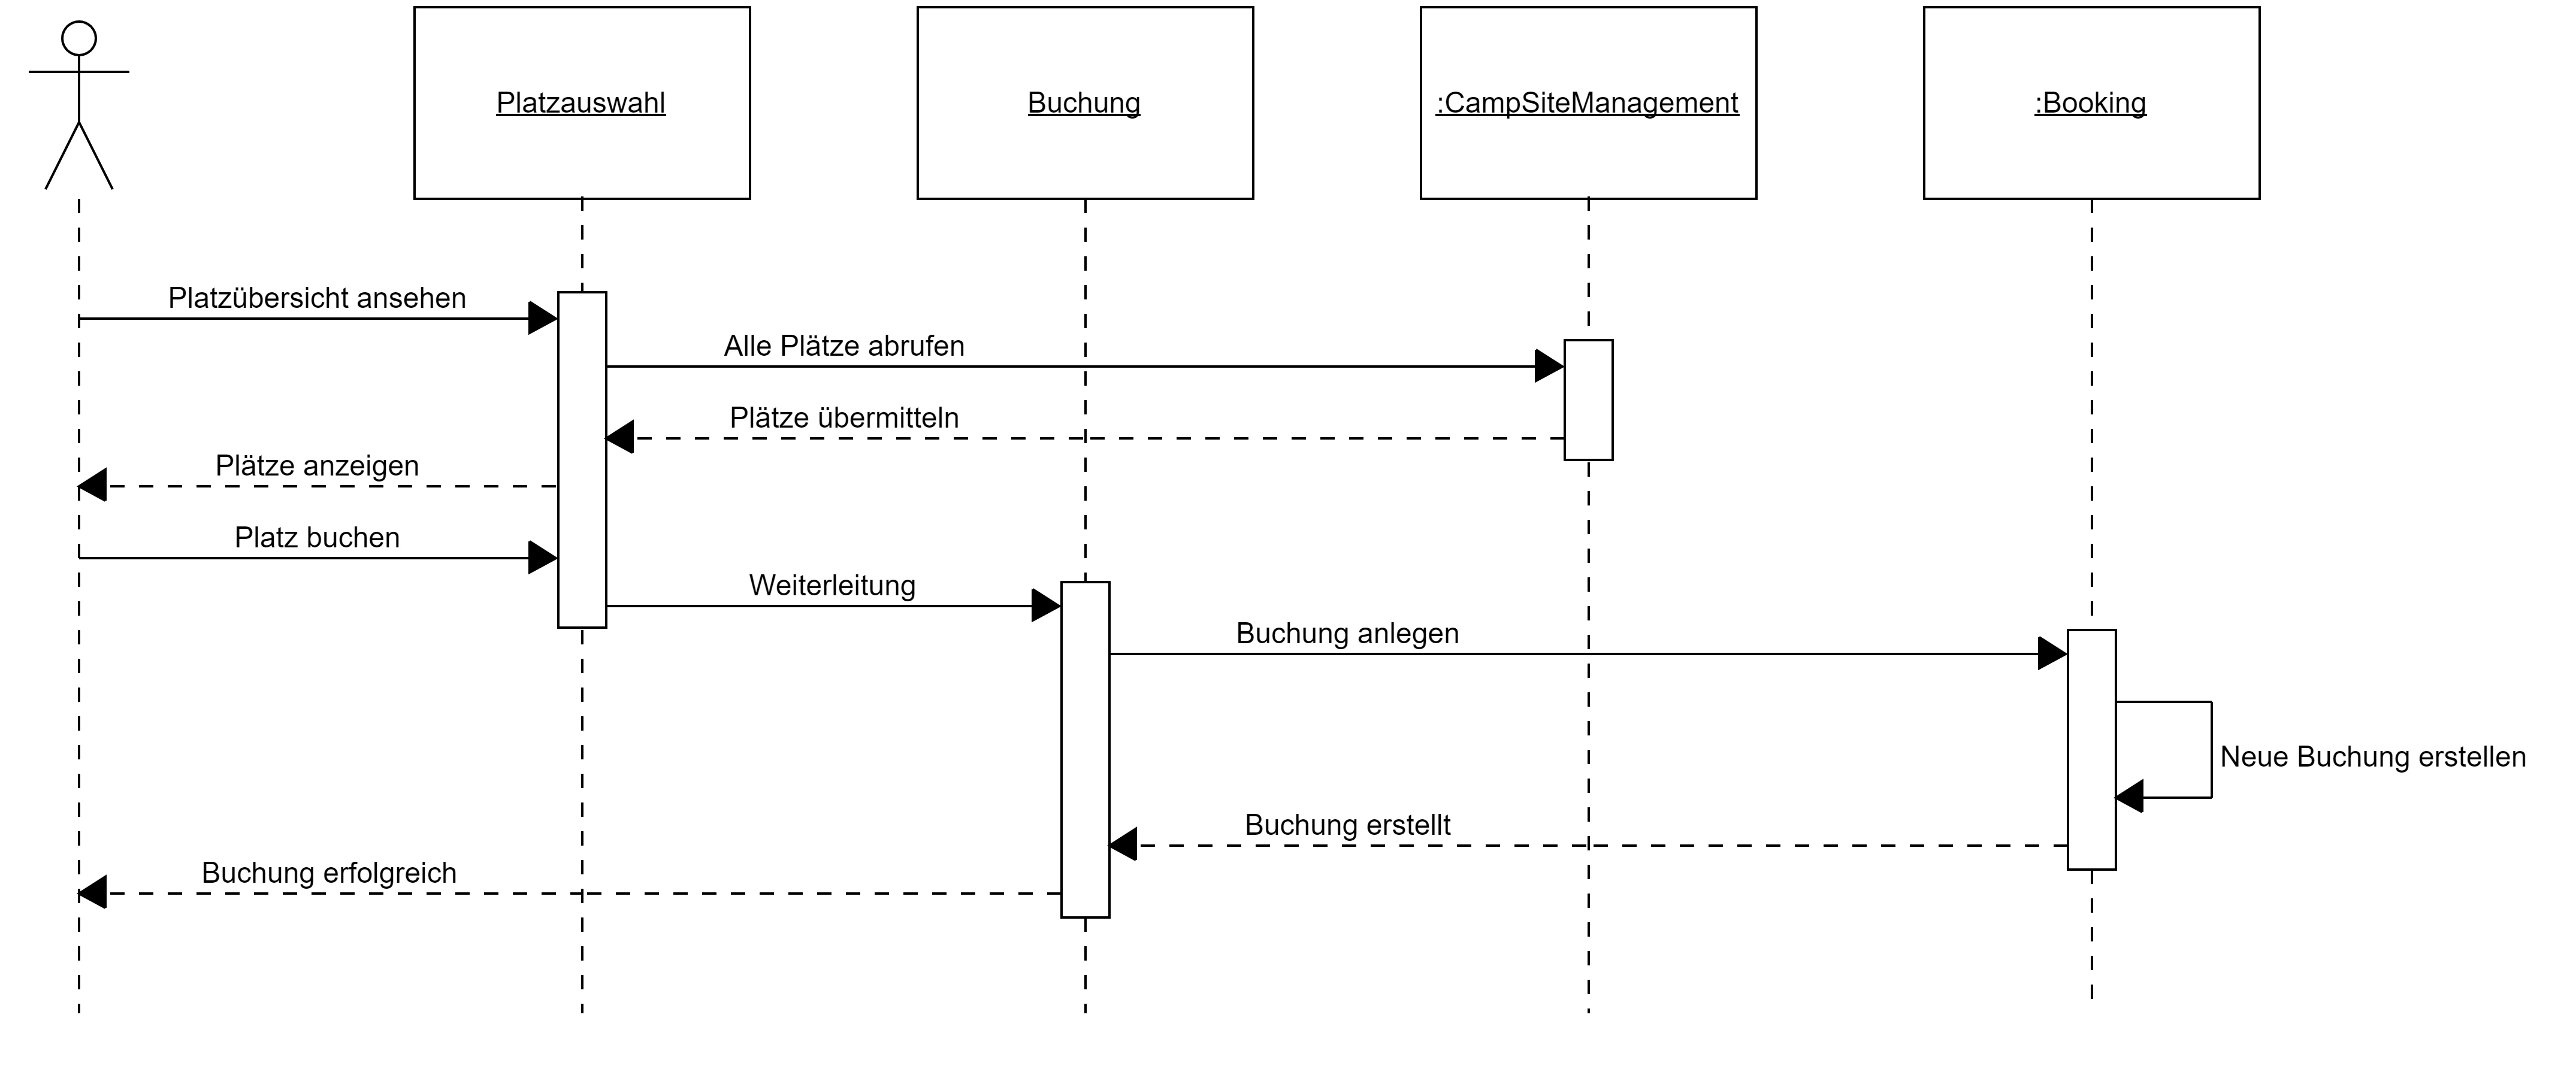 Platzauswahl
Buchung
:CampSiteManagement
:Booking
Platzübersicht ansehen
Alle Plätze abrufen
Plätze übermitteln
Plätze anzeigen
Platz buchen
Weiterleitung
Buchung anlegen
Neue Buchung erstellen
Buchung erstellt
Buchung erfolgreich